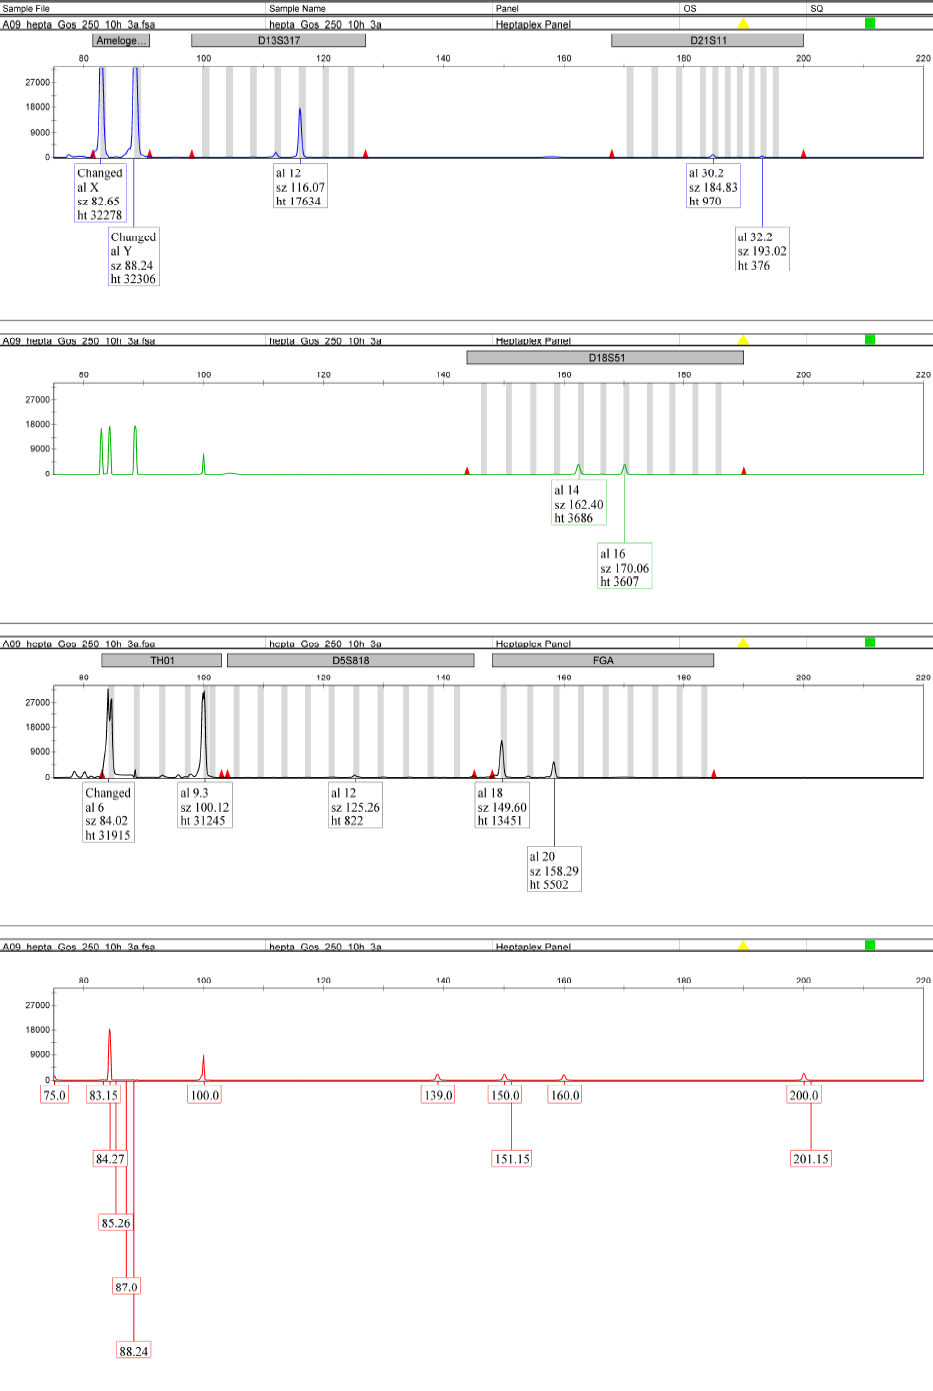 Sample File Sample Name Panel OS SQ
A09_hepta_Gos_250_10h_3a.fsa hepta_Gos_250_10h_3a Heptaplex Panel
Ameloge... D13S317 D21S11
80 100 120 140 160 180 200 220
27000
18000
9000
0
Changed
al X
sz 82.65
ht 32278
al 12
sz 116.07
ht 17634
al 30.2
sz 184.83
ht 970
Changed
al Y
sz 88.24
ht 32306
al 32.2
sz 193.02
ht 376
A09_hepta_Gos_250_10h_3a.fsa hepta_Gos_250_10h_3a Heptaplex Panel
D18S51
80 100 120 140 160 180 200 220
27000
18000
9000
0
al 14
sz 162.40
ht 3686
al 16
sz 170.06
ht 3607
A09_hepta_Gos_250_10h_3a.fsa hepta_Gos_250_10h_3a Heptaplex Panel
TH01 D5S818 FGA
80 100 120 140 160 180 200 220
27000
18000
9000
0
Changed
al 6
sz 84.02
ht 31915
al 9.3
sz 100.12
ht 31245
al 12
sz 125.26
ht 822
al 18
sz 149.60
ht 13451
al 20
sz 158.29
ht 5502
A09_hepta_Gos_250_10h_3a.fsa hepta_Gos_250_10h_3a Heptaplex Panel
80 100 120 140 160 180 200 220
27000
18000
9000
0
75.0 83.15 100.0 139.0 150.0 160.0 200.0
84.27 151.15 201.15
85.26
87.0
88.24